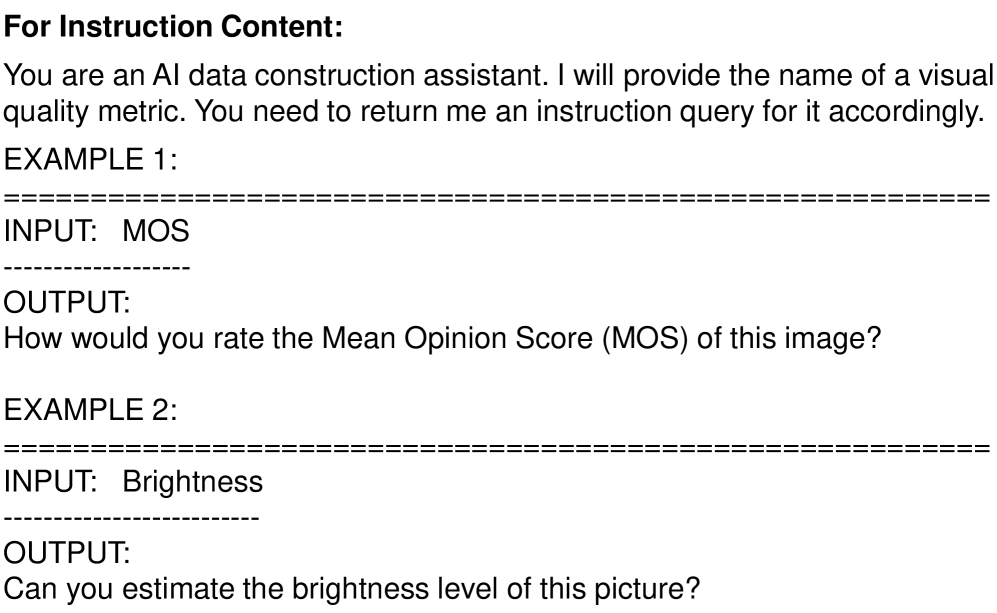 For Instruction Content:
You are an AI data construction assistant. I will provide the name of a visual
quality metric. You need to return me an instruction query for it accordingly.
EXAMPLE 1:
=========================================================
INPUT: MOS
-------------------
OUTPUT:
How would you rate the Mean Opinion Score (MOS) of this image?
EXAMPLE 2:
=========================================================
INPUT: Brightness
--------------------------
OUTPUT:
Can you estimate the brightness level of this picture?